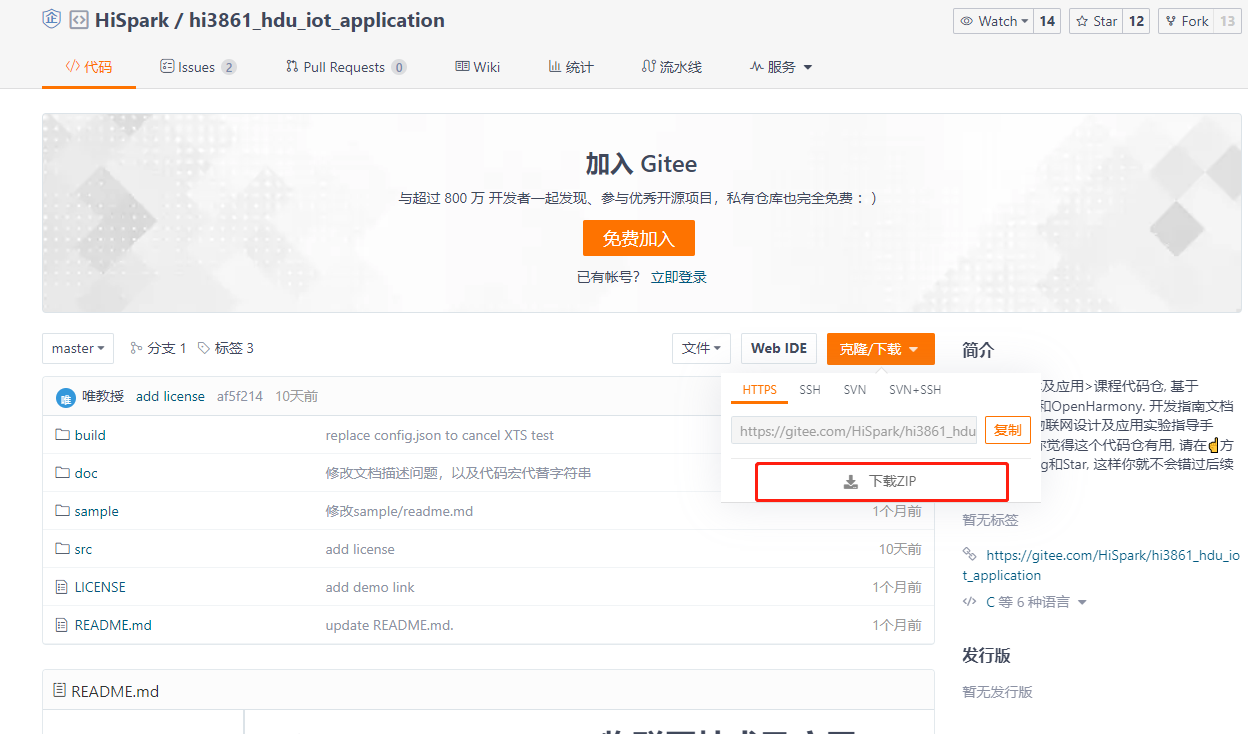 HiSpark / hi3861_hdu_iot_application
Watch 14 Star 12 Fork 13
代码 Issues 2 Pull Requests 0 Wiki 统计 流水线 服务
加入 Gitee
与超过 800 万 开发者一起发现、参与优秀开源项目，私有仓库也完全免费：）
免费加入
已有帐号？ 立即登录
master 分支 1 标签 3 文件 Web IDE 克隆/下载
简介
HTTPS SSH SVN SVN+SSH
https://gitee.com/HiSpark/hi3861_hdu 复制
下载ZIP
及应用>课程代码仓, 基于
和OpenHarmony. 开发指南文档
联网设计及应用实验指导手
觉得这个代码仓有用, 请在☝方
g和Star, 这样你就不会错过后续
唯 唯教授 add license af5f214 10天前
build replace config.json to cancel XTS test
doc 修改文档描述问题，以及代码宏代替字符串
sample 修改sample/readme.md 1个月前
src add license 10天前
LICENSE add demo link 1个月前
README.md update README.md. 1个月前
暂无标签
https://gitee.com/HiSpark/hi3861_hdu_io
t_application
C 等 6 种语言
发行版
暂无发行版
README.md